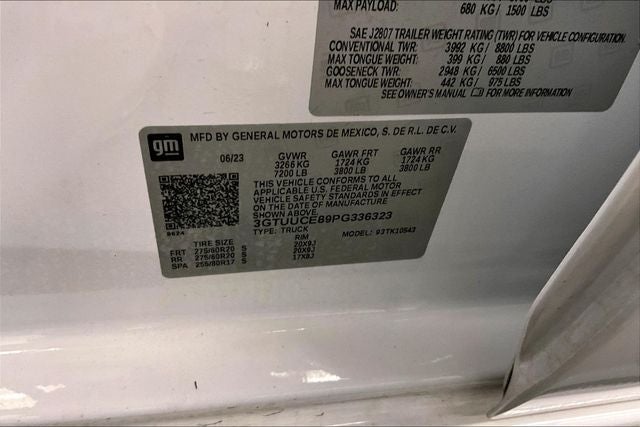 MAX PAYLOAD:
680 KG / 1500 LBS
SAE J2807 TRAILER WEIGHT RATING (TWR) FOR VEHICLE CONFIGURATION.
CONVENTIONAL TWR: 3992 KG / 8800 LBS
MAX TONGUE WEIGHT: 399 KG / 880 LBS
GOOSENECK TWR: 2948 KG / 6500 LBS
MAX TONGUE WEIGHT: 442 KG / 975 LBS
SEE OWNER'S MANUAL FOR MORE INFORMATION
gm
MFD BY GENERAL MOTORS DE MEXICO, S. DE R.L. DE C.V.
06/23 GVWR GAWR FRT GAWR RR
3266 KG 1724 KG 1724 KG
7200 LB 3800 LB 3800 LB
THIS VEHICLE CONFORMS TO ALL
APPLICABLE U.S. FEDERAL MOTOR
VEHICLE SAFETY STANDARDS IN EFFECT
ON THE DATE OF MANUFACTURE.
3GTUUCE89PG336323
TYPE: TRUCK MODEL: 93TK10543
TIRE SIZE RIM
FRT 275/60R20 S 20X9J
RR 275/60R20 S 20X9J
SPA 255/80R17 S 17X8J